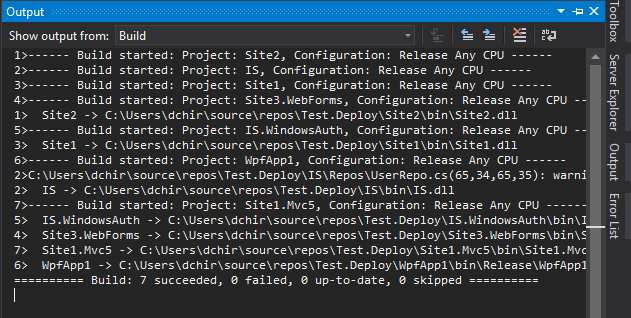 Output
Show output from: Build
1>------ Build started: Project: Site2, Configuration: Release Any CPU ------
2>------ Build started: Project: IS, Configuration: Release Any CPU ------
3>------ Build started: Project: Site1, Configuration: Release Any CPU ------
4>------ Build started: Project: Site3.WebForms, Configuration: Release Any CPU --
1>  Site2 -> C:\Users\dchir\source\repos\Test.Deploy\Site2\bin\Site2.dll
5>------ Build started: Project: IS.WindowsAuth, Configuration: Release Any CPU --
3>  Site1 -> C:\Users\dchir\source\repos\Test.Deploy\Site1\bin\Site1.dll
6>------ Build started: Project: WpfApp1, Configuration: Release Any CPU ------
2>C:\Users\dchir\source\repos\Test.Deploy\IS\Repos\UserRepo.cs(65,34,65,35): warni
2>  IS -> C:\Users\dchir\source\repos\Test.Deploy\IS\bin\IS.dll
7>------ Build started: Project: Site1.Mvc5, Configuration: Release Any CPU ------
5>  IS.WindowsAuth -> C:\Users\dchir\source\repos\Test.Deploy\IS.WindowsAuth\bin\I
4>  Site3.WebForms -> C:\Users\dchir\source\repos\Test.Deploy\Site3.WebForms\bin\S
7>  Site1.Mvc5 -> C:\Users\dchir\source\repos\Test.Deploy\Site1.Mvc5\bin\Site1.Mvc
6>  WpfApp1 -> C:\Users\dchir\source\repos\Test.Deploy\WpfApp1\bin\Release\WpfApp1
========== Build: 7 succeeded, 0 failed, 0 up-to-date, 0 skipped ==========
Toolbox
Server Explorer
Output
Error List